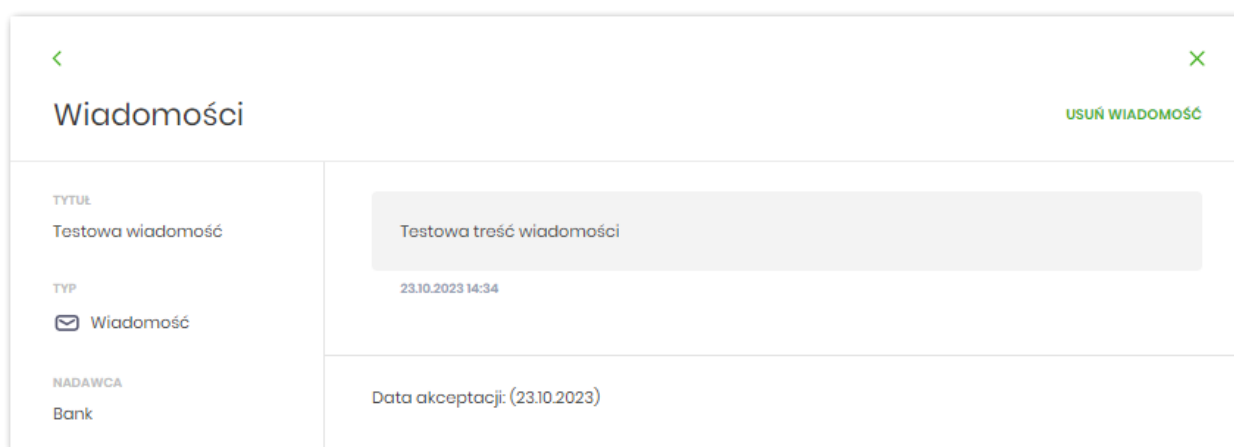 Wiadomości
USUŃ WIADOMOŚĆ
TYTUŁ
Testowa wiadomość
TYP
Wiadomość
NADAWCA
Bank
Testowa treść wiadomości
23.10.2023 14:34
Data akceptacji: (23.10.2023)